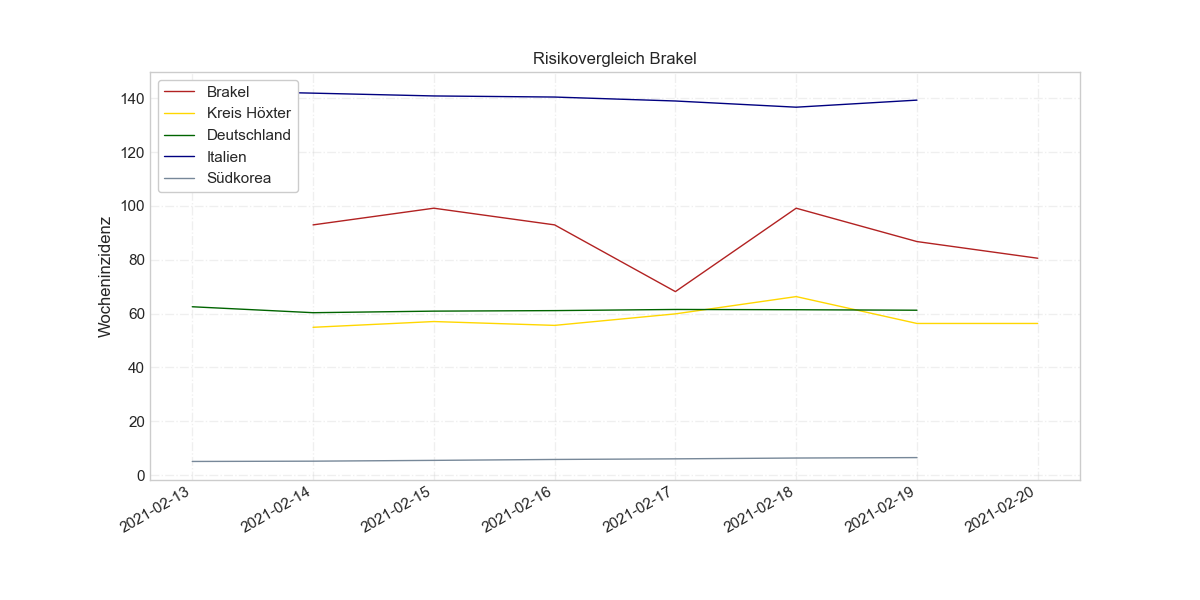 Risikovergleich Brakel
Brakel
Kreis Höxter
Deutschland
Italien
Südkorea
Wocheninzidenz
140
120
100
80
60
40
20
0
2021-02-13
2021-02-14
2021-02-15
2021-02-16
2021-02-17
2021-02-18
2021-02-19
2021-02-20